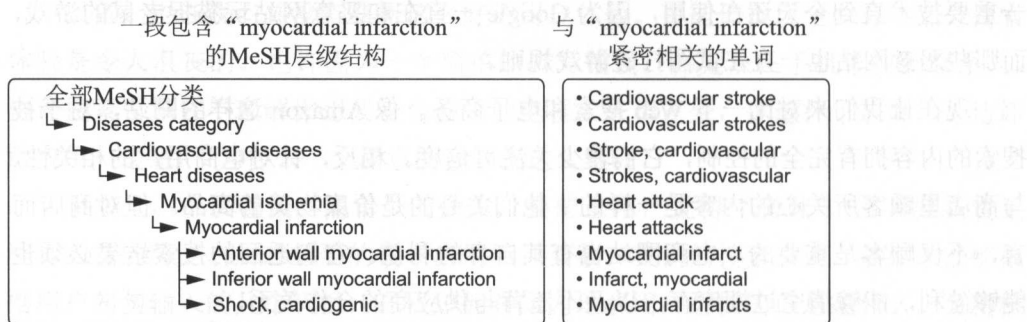 一段包含“myocardial infarction”
的MeSH层级结构
全部MeSH分类
Diseases category
Cardiovascular diseases
Heart diseases
Myocardial ischemia
Myocardial infarction
Anterior wall myocardial infarction
Inferior wall myocardial infarction
Shock, cardiogenic
与“myocardial infarction”
紧密相关的单词
• Cardiovascular stroke
• Cardiovascular strokes
• Stroke, cardiovascular
• Strokes, cardiovascular
• Heart attack
• Heart attacks
• Myocardial infarct
• Infarct, myocardial
• Myocardial infarcts